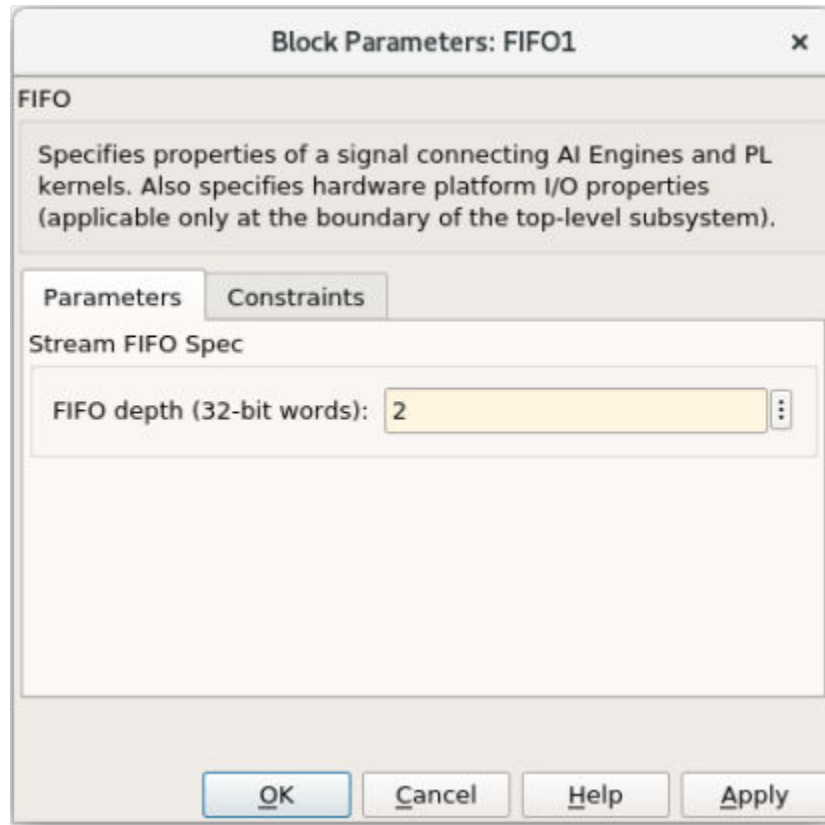 Block Parameters: FIFO1 ×
FIFO
Specifies properties of a signal connecting AI Engines and PL
kernels. Also specifies hardware platform I/O properties
(applicable only at the boundary of the top-level subsystem).
Parameters Constraints
Stream FIFO Spec
FIFO depth (32-bit words): 2
OK Cancel Help Apply